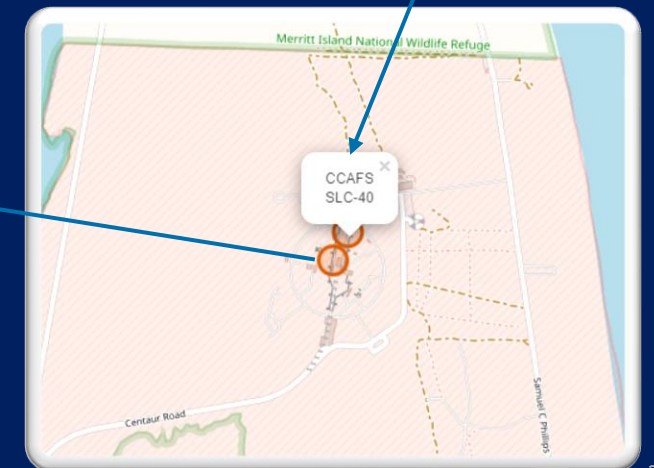 Merritt Island National Wildlife Refuge
CCAFS
SLC-40
Centaur Road
Samuel C Phillips